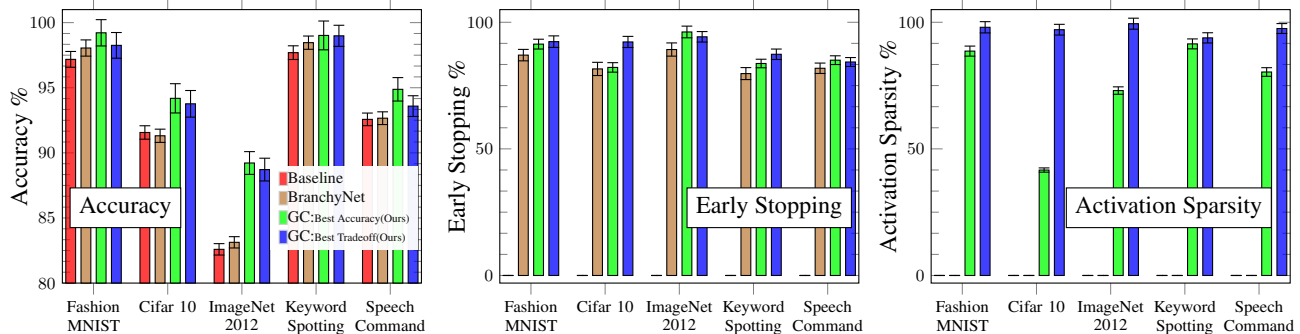 Accuracy %
100
95
90
85
80
Accuracy
Baseline
BranchyNet
GC:Best Accuracy(Ours)
GC:Best Tradeoff(Ours)
Fashion
MNIST
Cifar 10
ImageNet
2012
Keyword
Spotting
Speech
Command
Early Stopping %
100
50
0
Early Stopping
Fashion
MNIST
Cifar 10
ImageNet
2012
Keyword
Spotting
Speech
Command
Activation Sparsity %
100
50
0
Activation Sparsity
Fashion
MNIST
Cifar 10
ImageNet
2012
Keyword
Spotting
Speech
Command